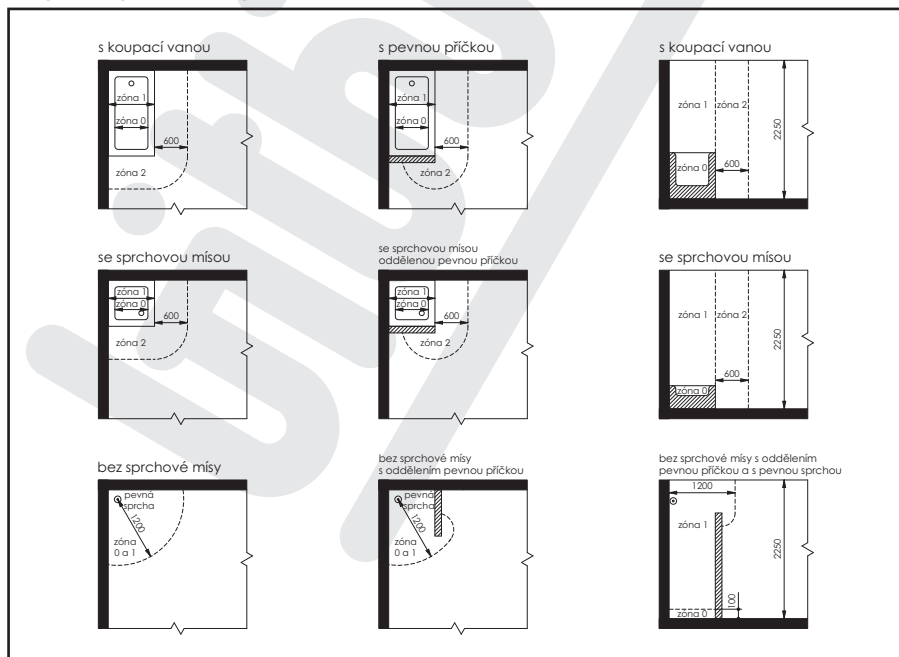 s koupací vanou
zóna 1
zóna 0
600
zóna 2
s pevnou příčkou
zóna 1
zóna 0
600
zóna 2
s koupací vanou
zóna 1
zóna 2
zóna 0
600
2250
se sprchovou mísou
zóna 1
zóna 0
600
zóna 2
se sprchovou mísou
oddělenou pevnou příčkou
zóna 1
zóna 0
600
zóna 2
se sprchovou mísou
zóna 1
zóna 2
600
zóna 0
2250
bez sprchové mísy
pevná
sprcha
1200
zóna
0 a 1
bez sprchové mísy
s oddělením pevnou příčkou
pevná
sprcha
1200
zóna
0 a 1
bez sprchové mísy s oddělením
pevnou příčkou a s pevnou sprchou
1200
zóna 1
2250
100
zóna 0